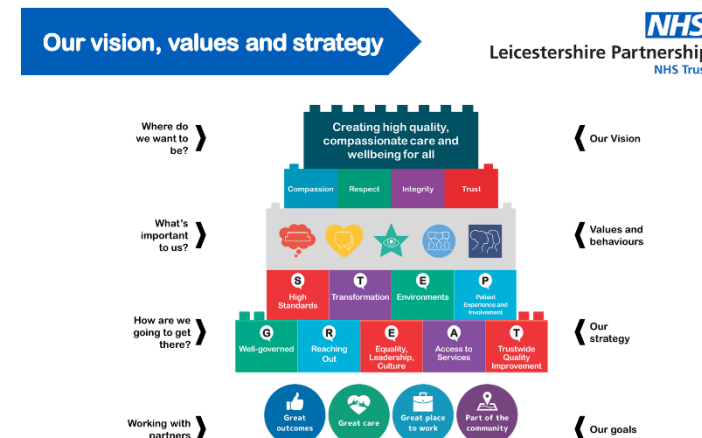 Our vision, values and strategy
NHS
Leicestershire Partnership
NHS Trus
Where do
we want to
be?
Creating high quality,
compassionate care and
wellbeing for all
Our Vision
Compassion
Respect
Integrity
Trust
What's
important
to us?
Values and
behaviours
S
High
Standards
T
Transformation
E
Environments
P
Patient
Experience and
Involvement
How are we
going to get
there?
G
Well-governed
R
Reaching
Out
E
Equality,
Leadership,
Culture
A
Access to
Services
T
Trustwide
Quality
Improvement
Our
strategy
Working with
partners
Great
outcomes
Great care
Great place
to work
Part of the
community
Our goals